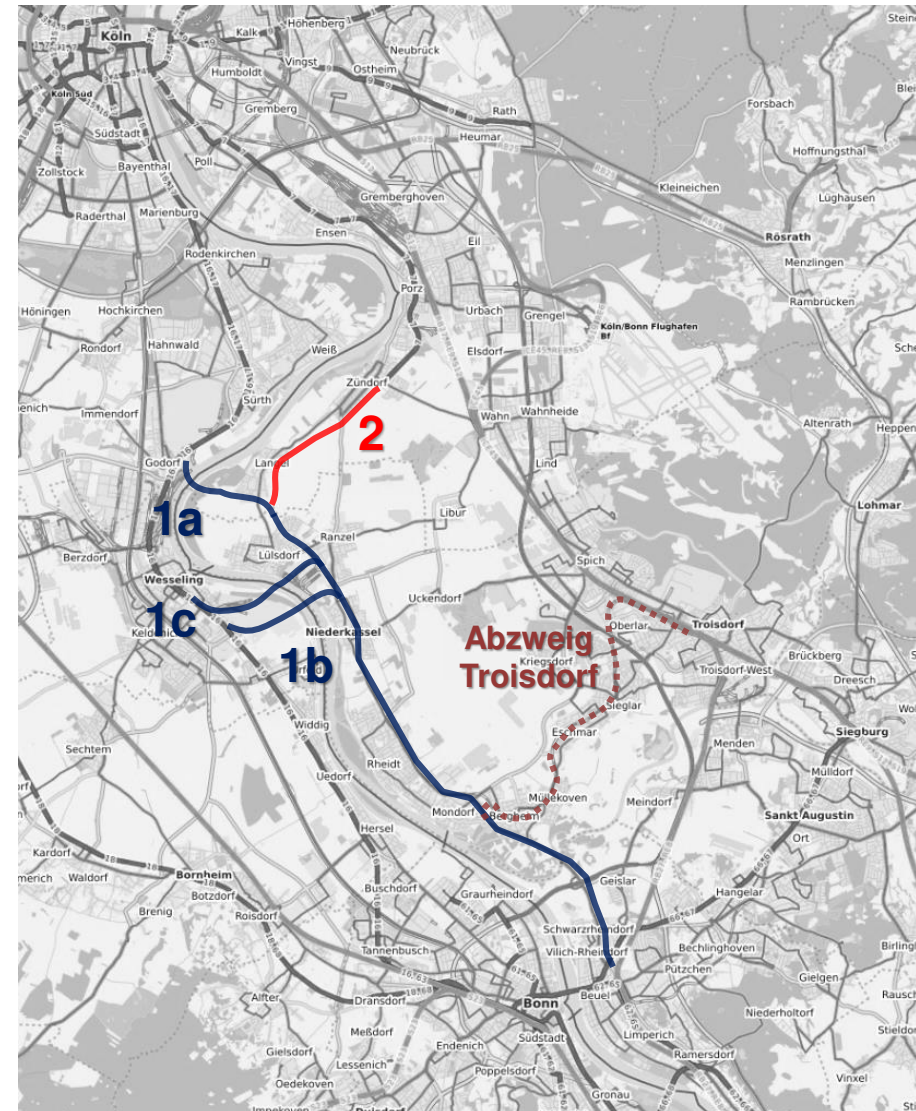 Höhenberg
Köln
Kalk
Neubrück
Vingst
Ostheim
Humboldt
Forsbach
Köln Süd
Gremberg
Rath
Südstadt
Heumar
Hoffnungsthal
Zollstock
Bayenthal
Poll
Kleineichen
Lüghausen
Raderthal
Marienburg
Gremberghoven
Ensen
Rösrath
Eil
Rodenkirchen
Menzlingen
Porz
Höningen
Hochkirchen
Urbach
Grengel
Rambrücken
Köln/Bonn Flughafen
Bf
Rondorf
Hahnwald
Weiß
Elsdorf
Zündorf
Sürth
Immendorf
Wahn
Wahnheide
Altenrath
2
Heppen
Godorf
Langel
Lind
Lohmar
1a
Libur
Ranzel
Berzdorf
Lülsdorf
Spich
Wesseling
Uckendorf
1c
Oberlar
Troisdorf
Niederkassel
Abzweig
Troisdorf
Kriegsdorf
Brückberg
1b
Troisdorf-West
Dreesch
Sieglar
Widdig
Eschmar
Siegburg
Sechtem
Menden
Rheidt
Uedorf
Mülldorf
Müllekoven
Meindorf
Mondorf
Bergheim
Sankt Augustin
Hersel
Ort
Kardorf
Waldorf
Bornheim
Geislar
Botzdorf
Buschdorf
Graurheindorf
Hangelar
Brenig
Roisdorf
Schwarzrheindorf
Tannenbusch
Vilich-Rheindorf
Bechlinghoven
Pützchen
Gielgen
Alfter
Dransdorf
Bonn
Beuel
Niederholtorf
Meßdorf
Südstadt
Limperich
Gielsdorf
Endenich
Lessenich
Ramersdorf
Poppelsdorf
Oedekoven
Vinxel
Gronau